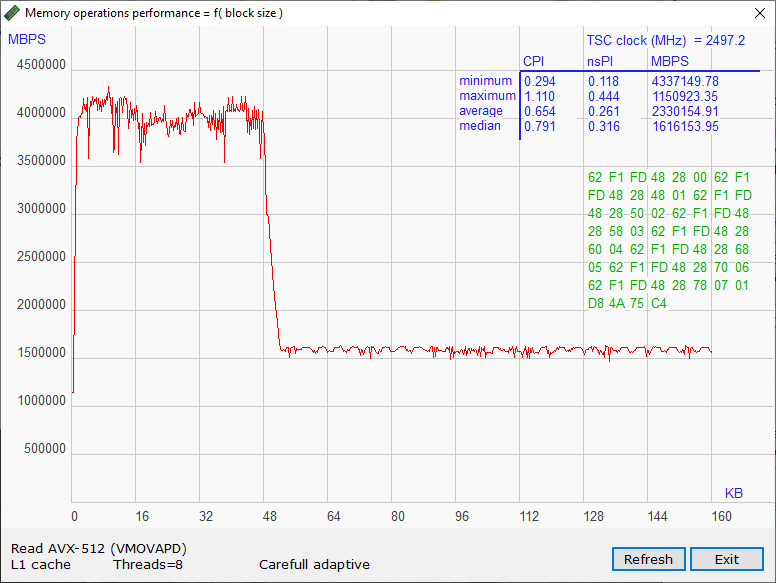 Memory operations performance = f( block size )
MBPS
TSC clock (MHz) = 2497.2
CPI nsPI MBPS
minimum 0.294 0.118 4337149.78
maximum 1.110 0.444 1150923.35
average 0.654 0.261 2330154.91
median 0.791 0.316 1616153.95
4500000
4000000
3500000
3000000
2500000
2000000
1500000
1000000
500000
62 F1 FD 48 28 00 62 F1
FD 48 28 48 01 62 F1 FD
48 28 50 02 62 F1 FD 48
28 58 03 62 F1 FD 48 28
60 04 62 F1 FD 48 28 68
05 62 F1 FD 48 28 70 06
62 F1 FD 48 28 78 07 01
D8 4A 75 C4
KB
0 16 32 48 64 80 96 112 128 144 160
Read AVX-512 (VMOVAPD)
L1 cache Threads=8 Carefull adaptive
Refresh Exit